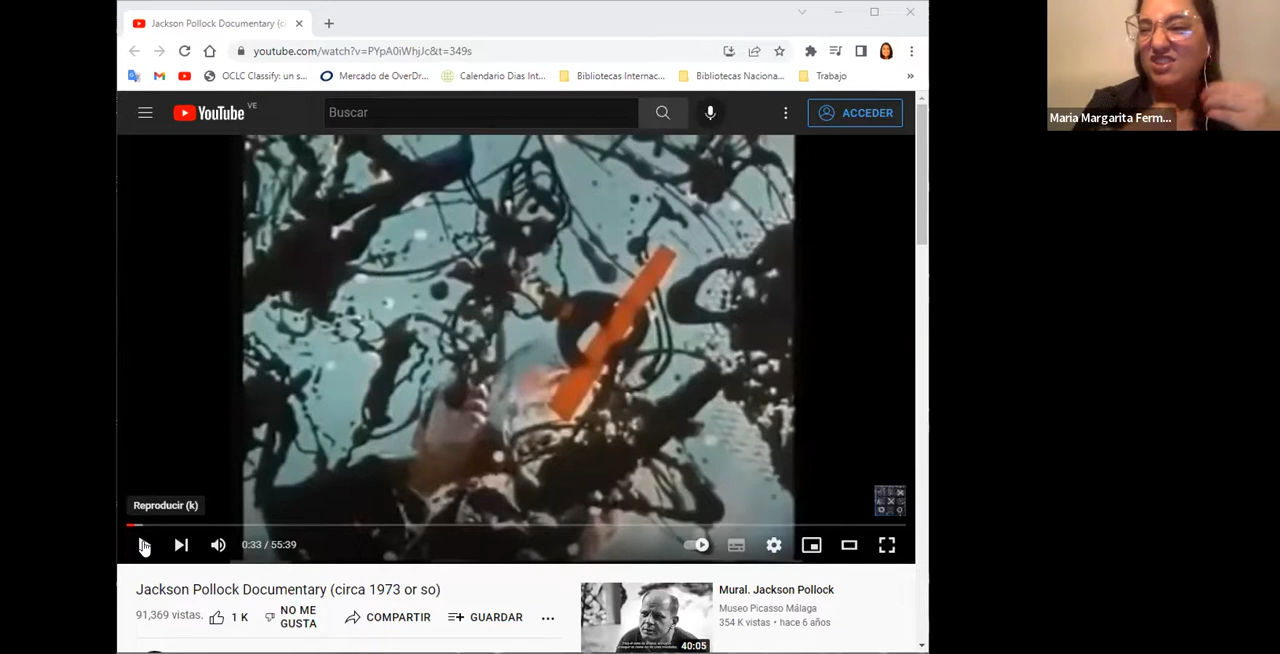 Jackson Pollock Documentary (c
youtube.com/watch?v=PYpA0iWhjJc&t=349s
OCLC Classify: un s...
Mercado de OverDr...
Calendario Dias Int...
Bibliotecas Internac...
Bibliotecas Naciona...
Trabajo
»
YouTube VE
Buscar
ACCEDER
Maria Margarita Ferm...
Reproducir (k)
0:33 / 55:39
Jackson Pollock Documentary (circa 1973 or so)
91,369 vistas.
1 K
NO ME
GUSTA
COMPARTIR
GUARDAR
40:05
Mural. Jackson Pollock
Museo Picasso Málaga
354 K vistas • hace 6 años